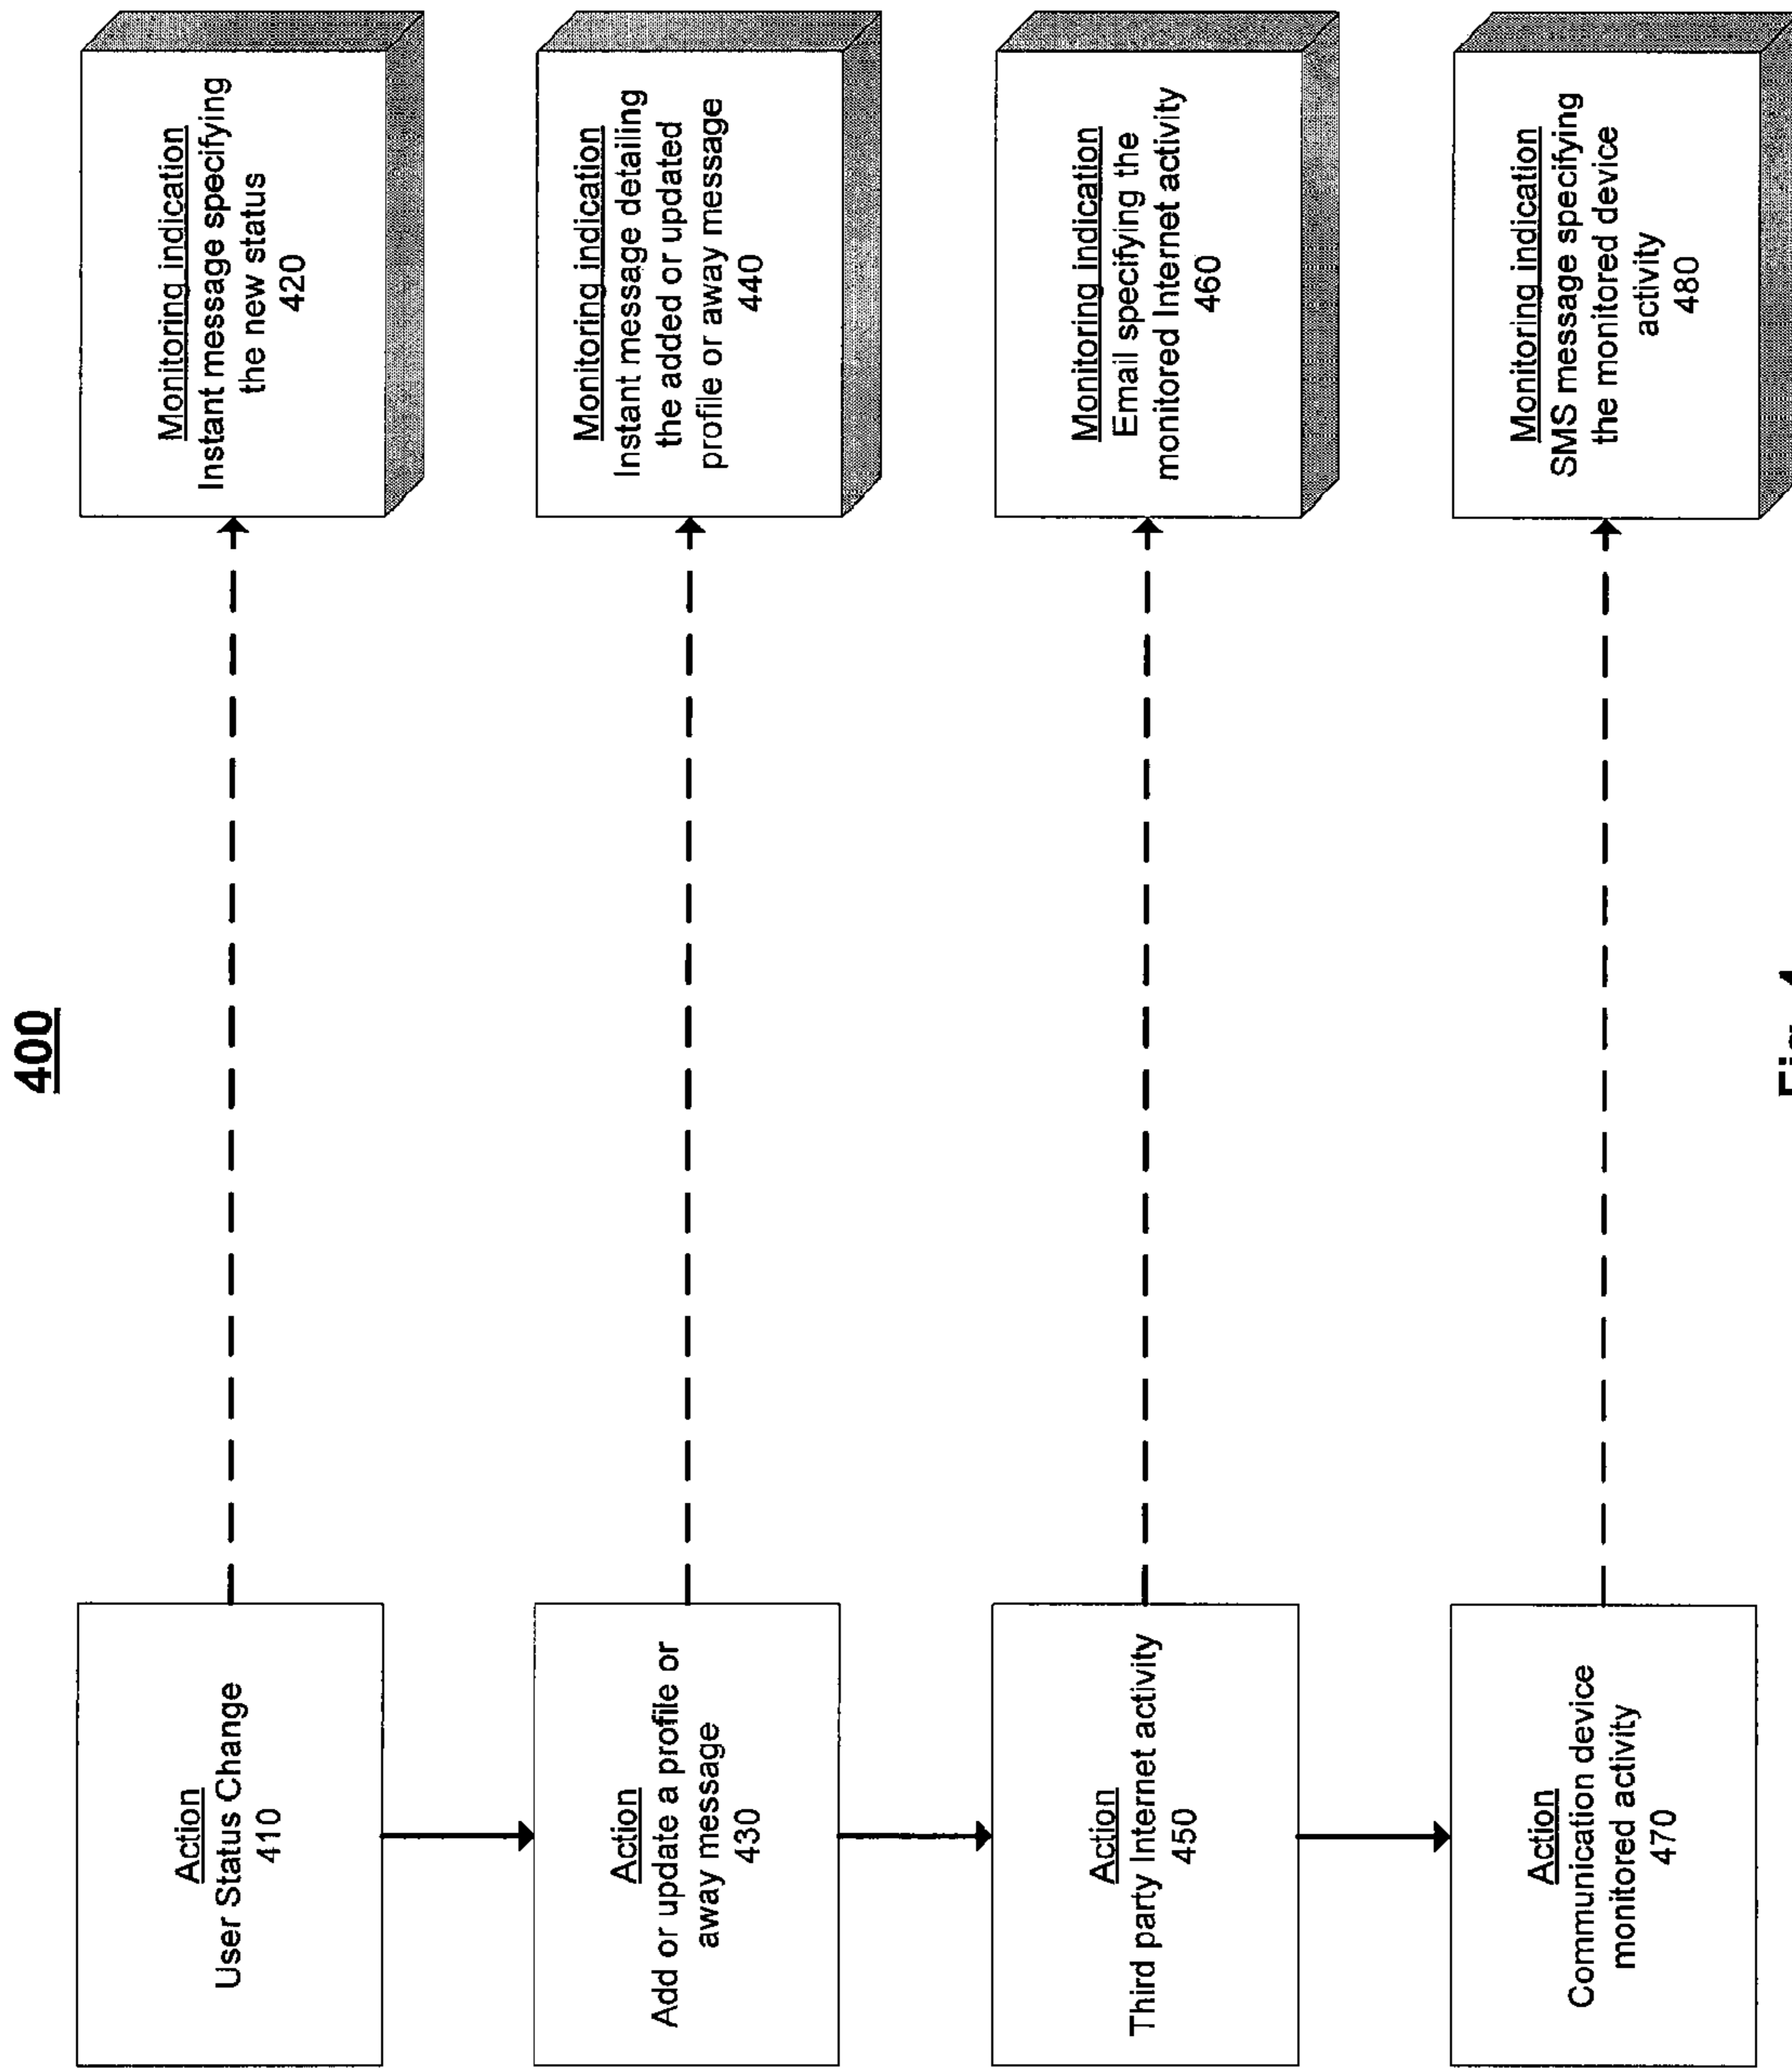 400
Action
User Status Change
410
Monitoring indication
Instant message specifying
the new status
420
Action
Add or update a profile or
away message
430
Monitoring indication
Instant message detailing
the added or updated
profile or away message
440
Action
Third party Internet activity
450
Monitoring indication
Email specifying the
monitored Internet activity
460
Action
Communication device
monitored activity
470
Monitoring indication
SMS message specifying
the monitored device
activity
480